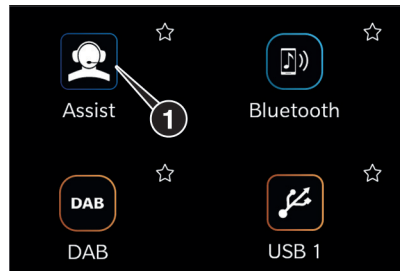 Assist
1
Bluetooth
DAB
DAB
USB 1